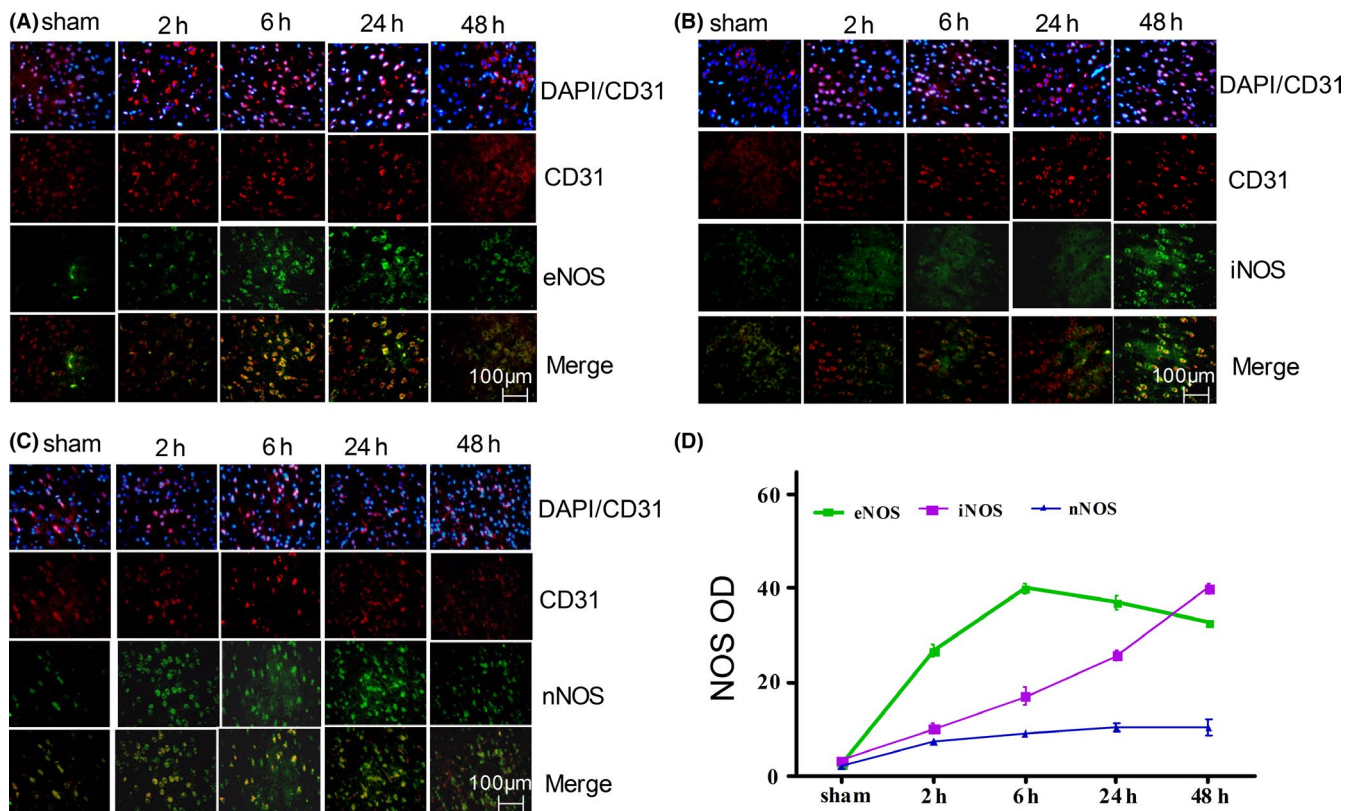 (A) sham 2 h 6 h 24 h 48 h
DAPI/CD31
CD31
eNOS
Merge
100µm
(B) sham 2h 6 h 24 h 48 h
DAPI/CD31
CD31
iNOS
Merge
100µm
(C) sham 2 h 6 h 24 h 48 h
DAPI/CD31
CD31
nNOS
Merge
100µm
(D)
eNOS iNOS nNOS
NOS OD
60
40
20
0
sham 2 h 6 h 24 h 48 h